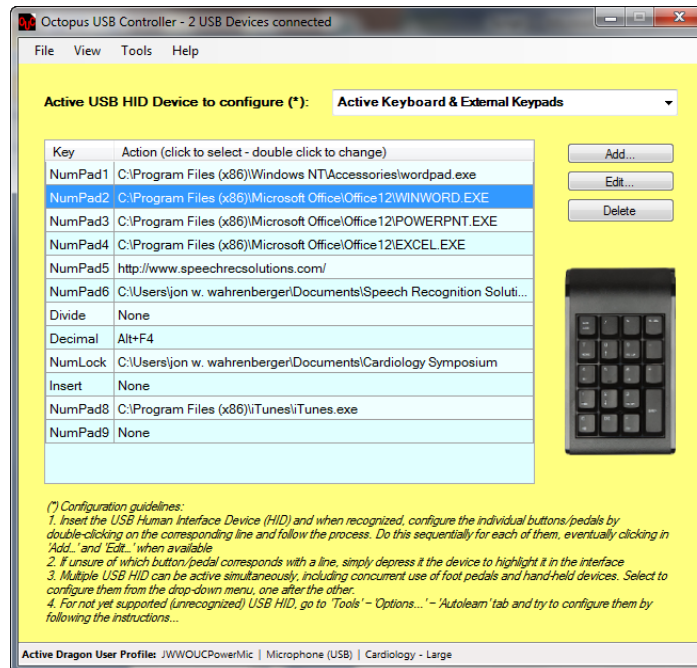 Octopus USB Controller - 2 USB Devices connected
File View Tools Help
Active USB HID Device to configure (*): Active Keyboard & External Keypads
Key Action (click to select - double click to change)
Add...
NumPad1 C:\Program Files (x86)\Windows NT\Accessories\wordpad.exe
Edit...
NumPad2 C:\Program Files (x86)\Microsoft Office\Office12\WINWORD.EXE
NumPad3 C:\Program Files (x86)\Microsoft Office\Office12\POWERPNT.EXE
Delete
NumPad4 C:\Program Files (x86)\Microsoft Office\Office12\EXCEL.EXE
NumPad5 http://www.speechrecsolutions.com/
NumPad6 C:\Users\jon w. wahrenberger\Documents\Speech Recognition Soluti...
Divide None
Decimal Alt+F4
NumLock C:\Users\jon w. wahrenberger\Documents\Cardiology Symposium
Insert None
NumPad8 C:\Program Files (x86)\iTunes\iTunes.exe
NumPad9 None
(*) Configuration guidelines:
1. Insert the USB Human Interface Device (HID) and when recognized, configure the individual buttons/pedals by
double-clicking on the corresponding line and follow the process. Do this sequentially for each of them, eventually clicking in
'Add...' and 'Edit...' when available
2. If unsure of which button/pedal corresponds with a line, simply depress it the device to highlight it in the interface
3. Multiple USB HID can be active simultaneously, including concurrent use of foot pedals and hand-held devices. Select to
configure them from the drop-down menu, one after the other.
4. For not yet supported (unrecognized) USB HID, go to 'Tools' – 'Options...' – 'Autolearn' tab and try to configure them by
following the instructions...
Active Dragon User Profile: JWWOUCPowerMic | Microphone (USB) | Cardiology - Large